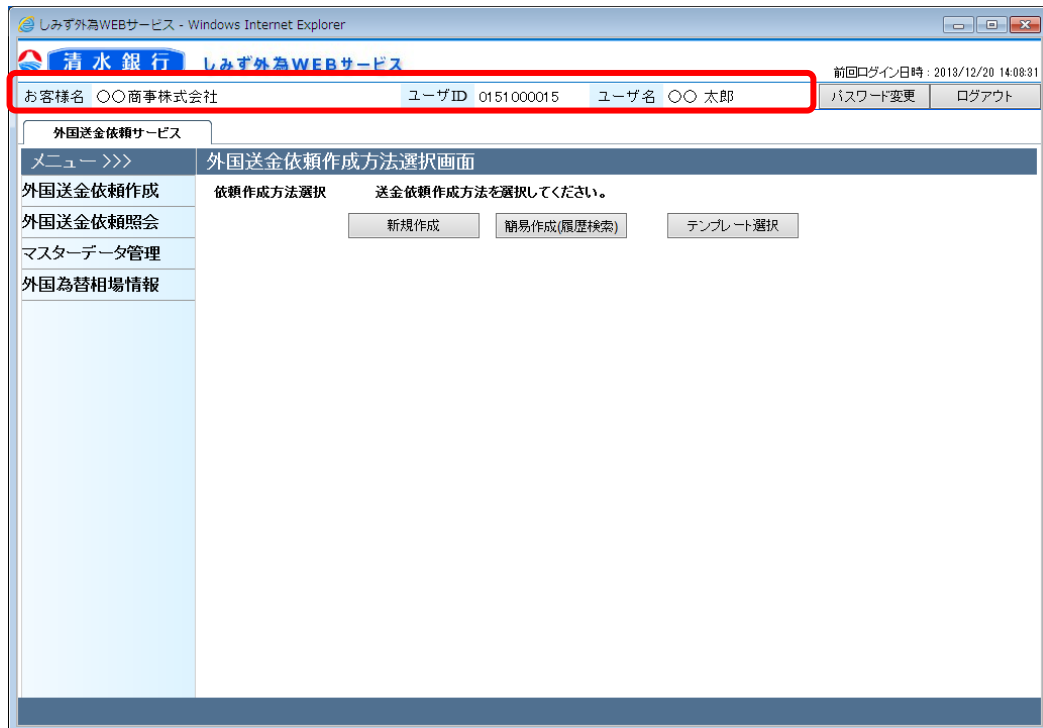 しみず外為WEBサービス - Windows Internet Explorer
清水銀行 しみず外為WEBサービス
前回ログイン日時：2013/12/20 14:08:31
お客様名 〇〇商事株式会社 ユーザID 0151000015 ユーザ名 〇〇 太郎 パスワード変更 ログアウト
外国送金依頼サービス
メニュー >>> 外国送金依頼作成方法選択画面
外国送金依頼作成 依頼作成方法選択 送金依頼作成方法を選択してください。
外国送金依頼照会 新規作成 簡易作成(履歴検索) テンプレート選択
マスターデータ管理
外国為替相場情報